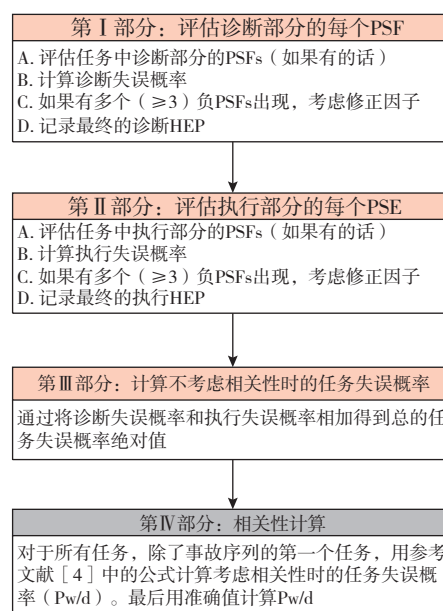 第Ⅰ部分：评估诊断部分的每个PSF
A. 评估任务中诊断部分的PSFs（如果有的话）
B. 计算诊断失误概率
C. 如果有多个（≥3）负PSFs出现，考虑修正因子
D. 记录最终的诊断HEP
第Ⅱ部分：评估执行部分的每个PSE
A. 评估任务中执行部分的PSFs（如果有的话）
B. 计算执行失误概率
C. 如果有多个（≥3）负PSFs出现，考虑修正因子
D. 记录最终的执行HEP
第Ⅲ部分：计算不考虑相关性时的任务失误概率
通过将诊断失误概率和执行失误概率相加得到总的任
务失误概率绝对值
第Ⅳ部分：相关性计算
对于所有任务，除了事故序列的第一个任务，用参考
文献［4］中的公式计算考虑相关性时的任务失误概
率（Pw/d）。最后用准确值计算Pw/d